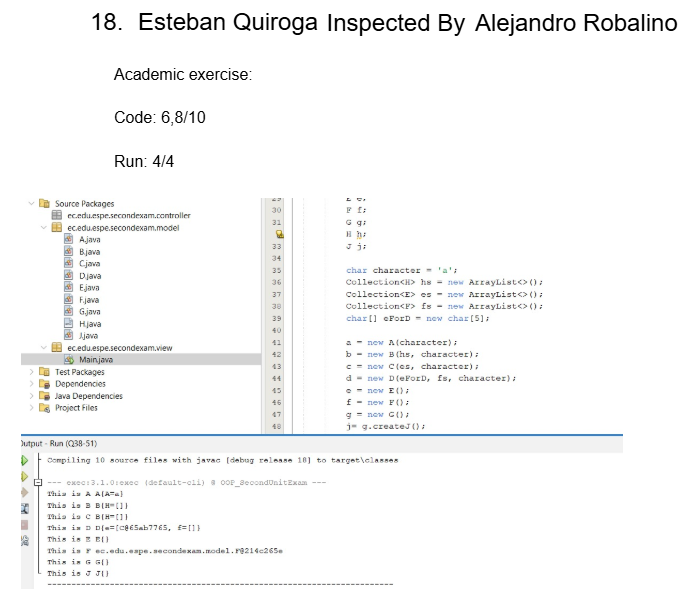 18. Esteban Quiroga Inspected By Alejandro Robalino
Academic exercise:
Code: 6,8/10
Run: 4/4
Source Packages
ec.edu.espe.secondexam.controller
ec.edu.espe.secondexam.model
A.java
B.java
C.java
D.java
E.java
F.java
G.java
H.java
J.java
ec.edu.espe.secondexam.view
Main.java
Test Packages
Dependencies
Java Dependencies
Project Files
30 F f;
31 G g;
H h;
33 J j;
34
35 char character = 'a';
36 Collection<H> hs = new ArrayList<>();
37 Collection<E> es = new ArrayList<>();
38 Collection<F> fs = new ArrayList<>();
39 char[] eForD = new char[5];
40
41 a = new A(character);
42 b = new B(hs, character);
43 c = new C(es, character);
44 d = new D(eForD, fs, character);
45 e = new E();
46 f = new F();
47 g = new G();
48 j= g.createJ();
Output - Run (Q38-51)
Compiling 10 source files with javac [debug release 18] to target\classes
--- exec:3.1.0:exec (default-cli) @ OOP_SecondUnitExam ---
This is A A{A=a}
This is B B{H=[]}
This is C B{H=[]}
This is D D{e=[C@65ab7765, f=[]}
This is E E{}
This is F ec.edu.espe.secondexam.model.F@214c265e
This is G G{}
This is J J{}